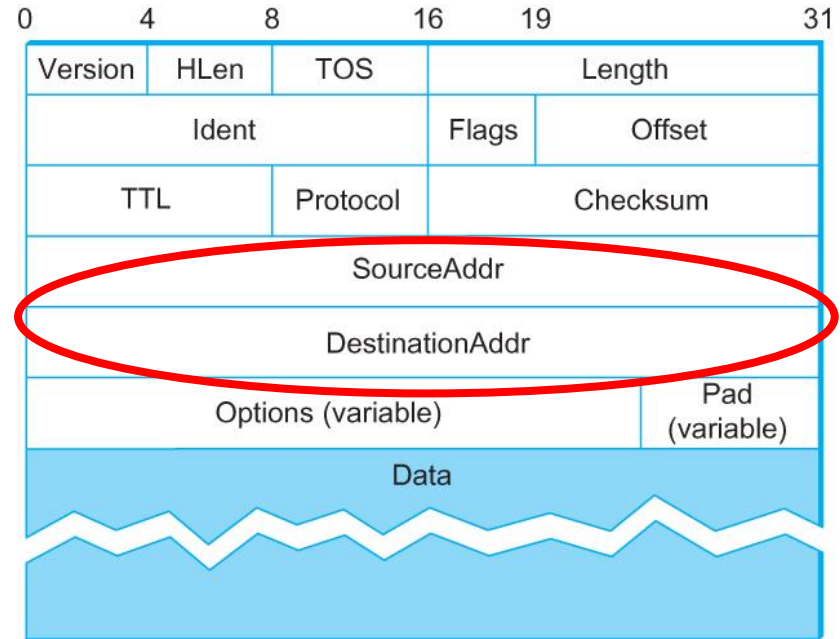 0 4 8 16 19 31
Version HLen TOS Length
Ident Flags Offset
TTL Protocol Checksum
SourceAddr
DestinationAddr
Options (variable) Pad
(variable)
Data